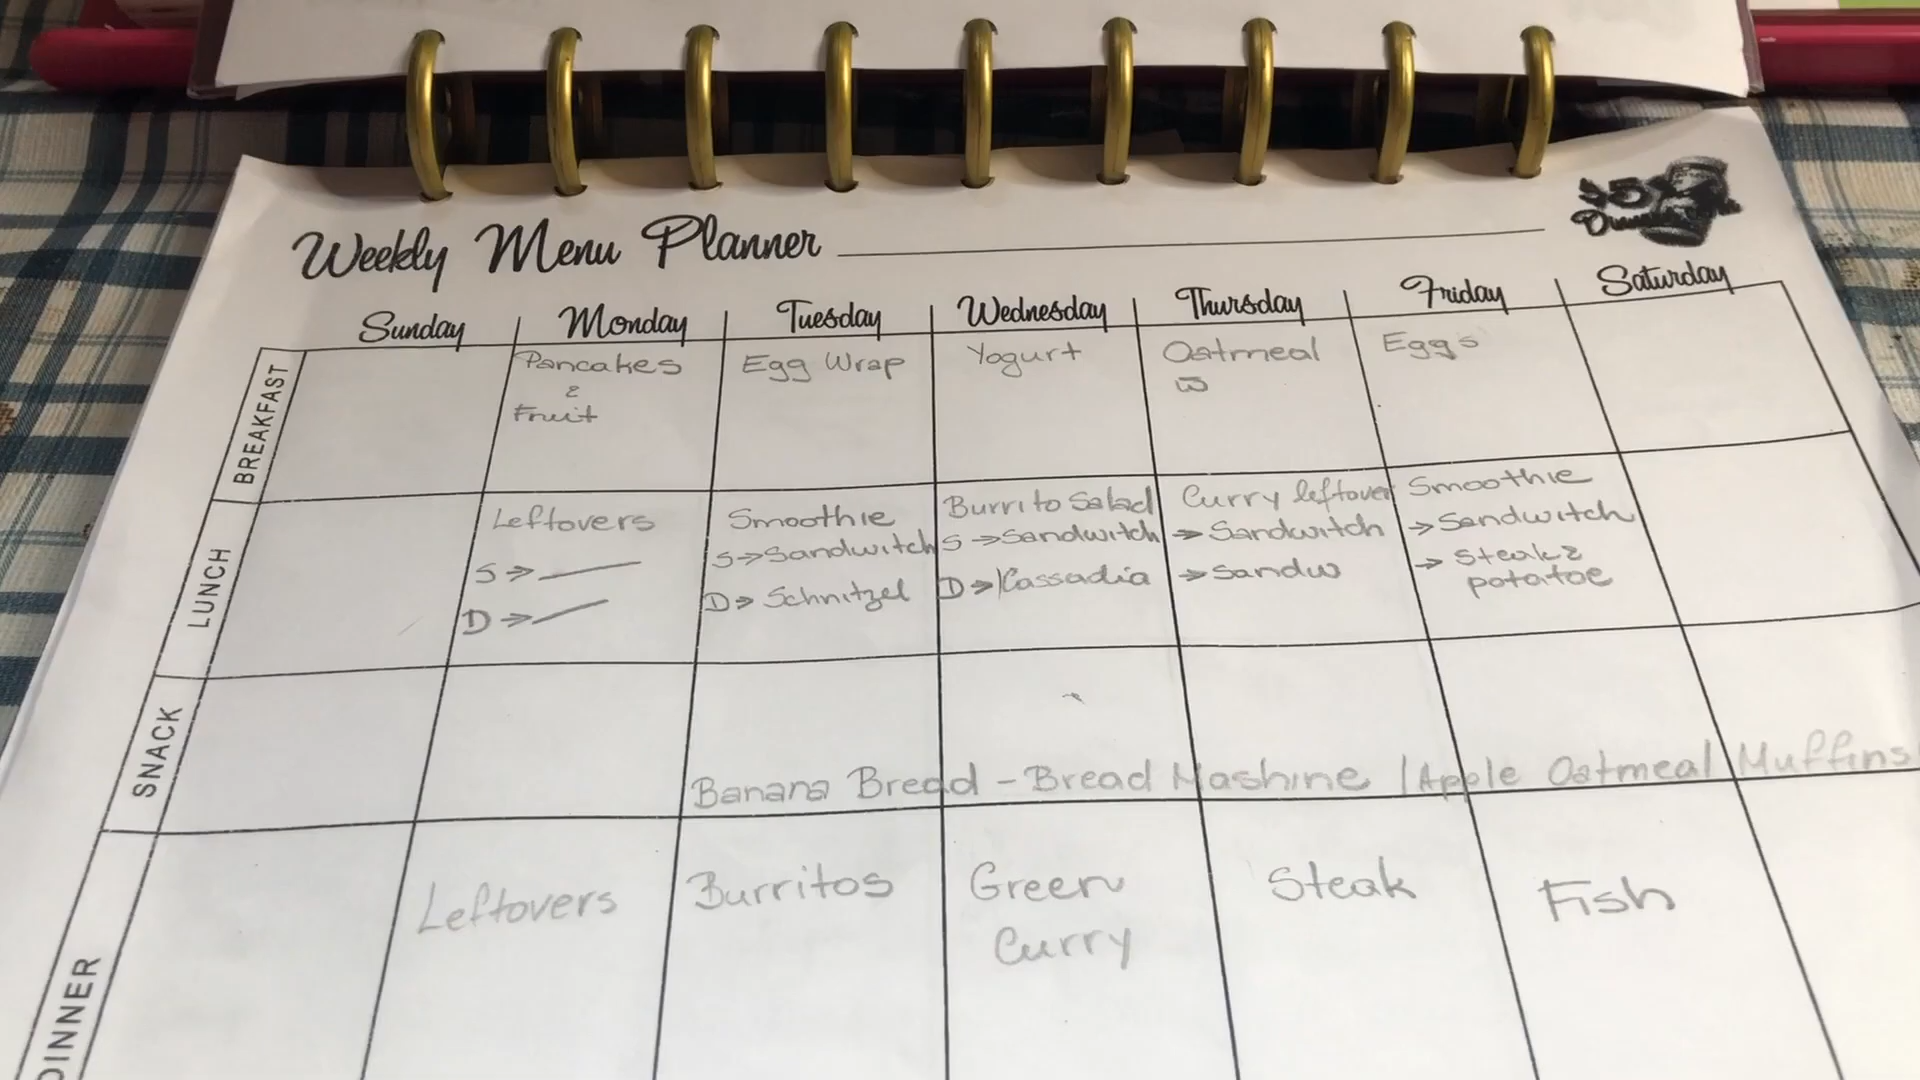 Weekly Menu Planner
Sunday Monday Tuesday Wednesday Thursday Friday Saturday
BREAKFAST
Pancakes
&
Fruit
Egg Wrap
Yogurt
Oatmeal
w
Eggs
LUNCH
Leftovers
S →
D →
Smoothie
S → Sandwitch
D → Schnitzel
Burrito Salad
S → Sandwitch
D → Cassadia
Curry leftover
→ Sandwitch
→ Sandw
Smoothie
→ Sandwitch
→ Steak &
potatoe
SNACK
Banana Bread - Bread Mashine / Apple Oatmeal Muffins
DINNER
Leftovers
Burritos
Green
Curry
Steak
Fish